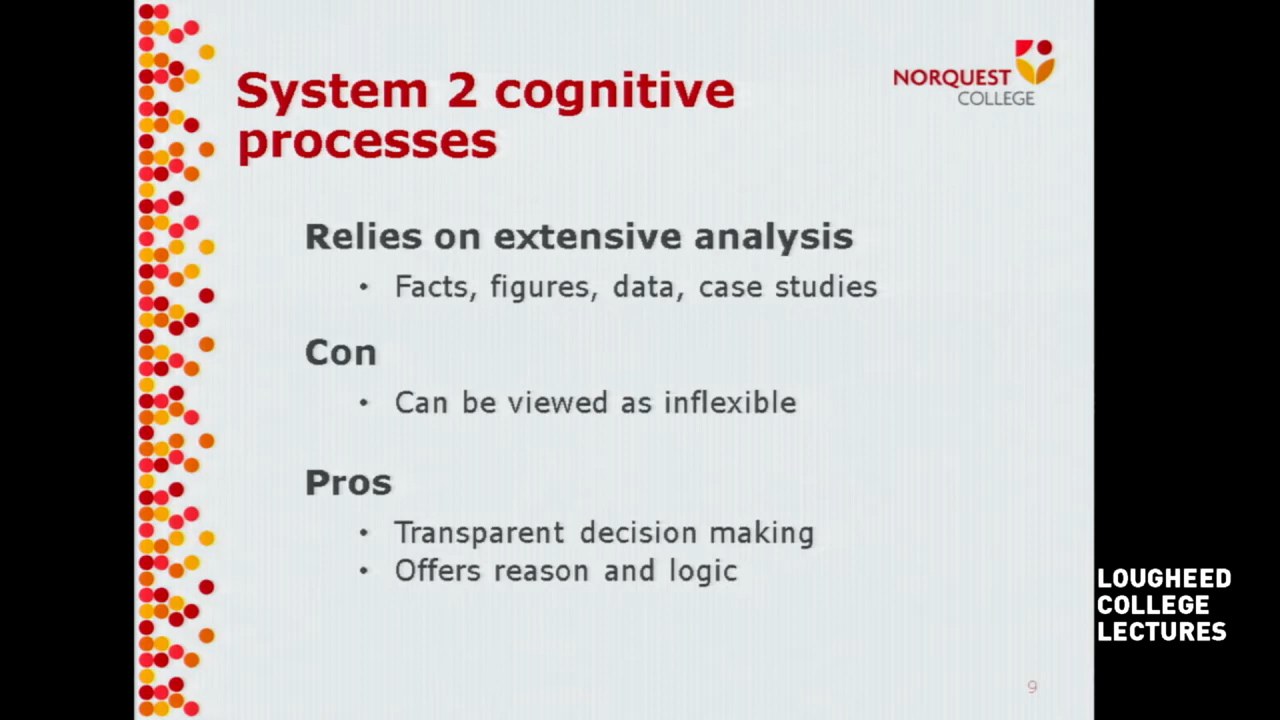 System 2 cognitive
processes
NORQUEST
COLLEGE
Relies on extensive analysis
• Facts, figures, data, case studies
Con
• Can be viewed as inflexible
Pros
• Transparent decision making
• Offers reason and logic
LOUGHEED
COLLEGE
LECTURES
9